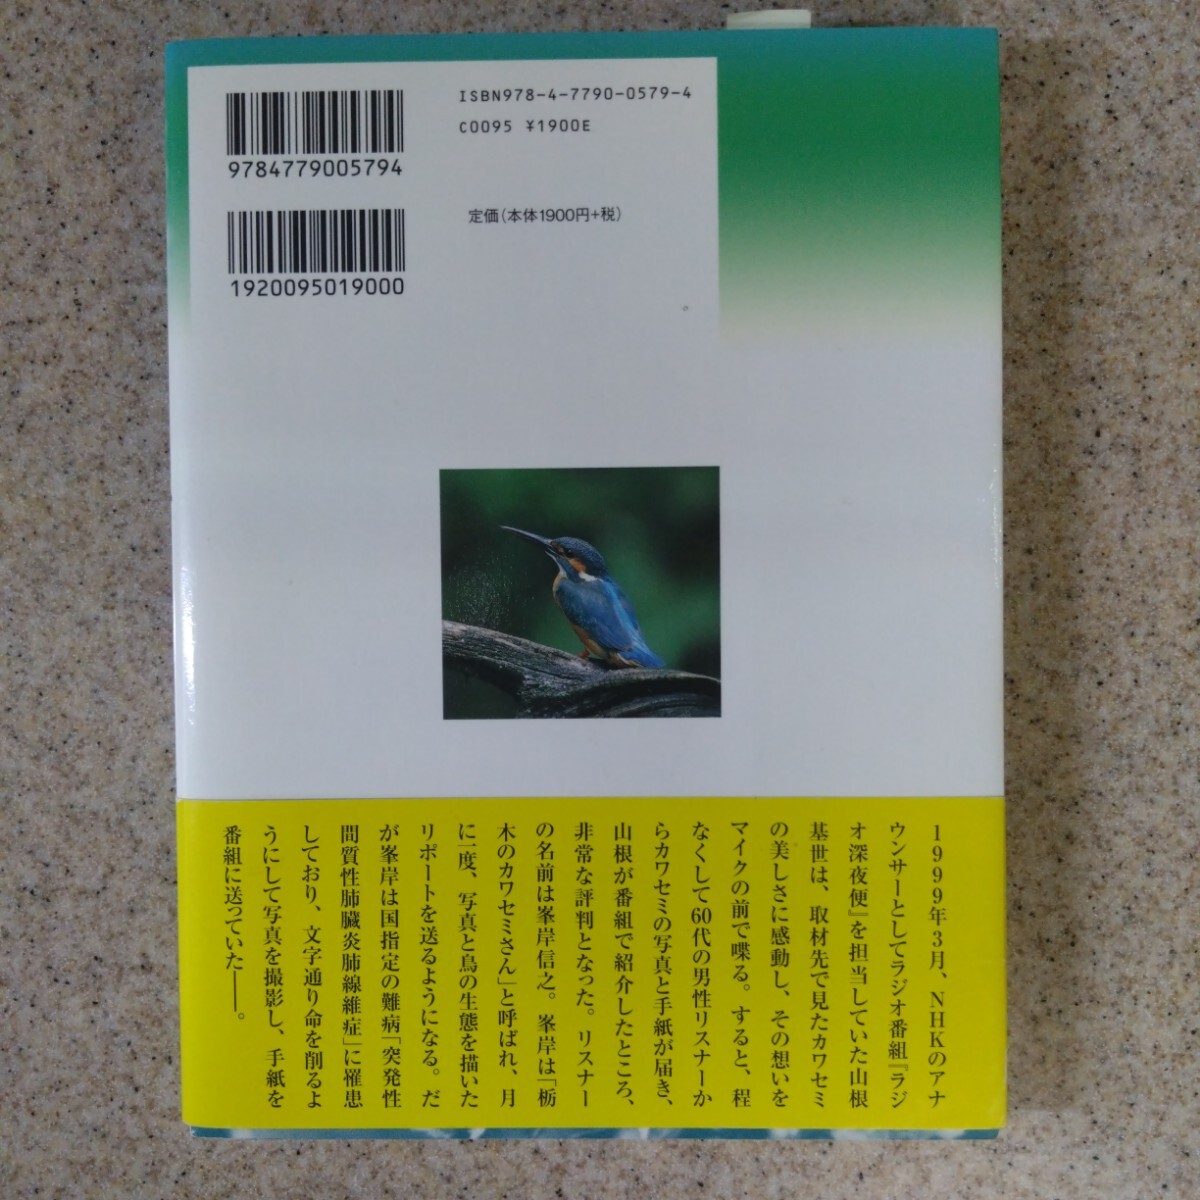 ISBN978-4-7790-0579-4
C0095 ¥1900E
9784779005794
定価(本体1900円+税)
1920095019000
1999年3月、NHKのアナ
ウンサーとしてラジオ番組『ラジ
オ深夜便』を担当していた山根
基世は、取材先で見たカワセミ
の美しさに感動し、その想いを
マイクの前で喋る。すると、程
なくして60代の男性リスナーか
らカワセミの写真と手紙が届き、
山根が番組で紹介したところ、
非常な評判となった。リスナー
の名前は峯岸信之。峯岸は「栃
木のカワセミさん」と呼ばれ、月
に一度、写真と鳥の生態を描いた
リポートを送るようになる。だ
が峯岸は国指定の難病「突発性
間質性肺臓炎肺線維症」に罹患
しており、文字通り命を削るよ
うにして写真を撮影し、手紙を
番組に送っていた――。